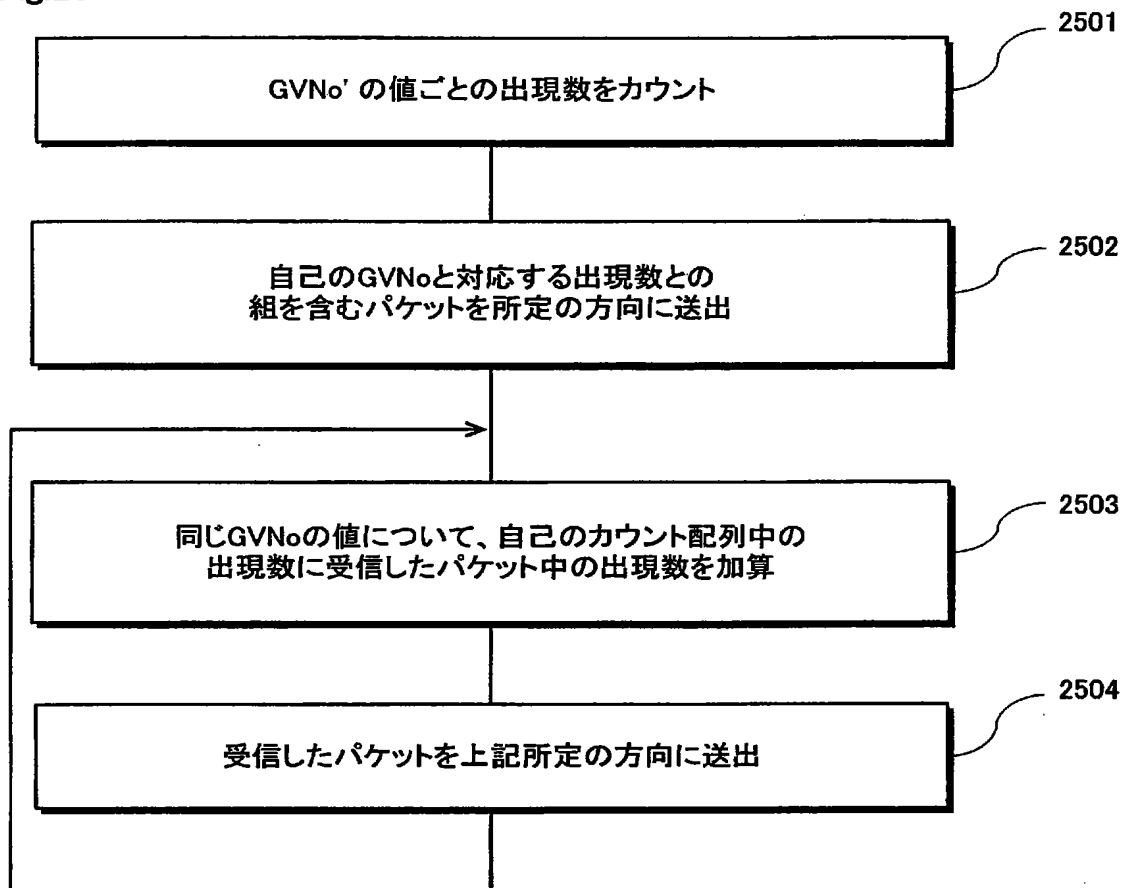 2501
GVNo' の値ごとの出現数をカウント
2502
自己のGVNoと対応する出現数との
組を含むパケットを所定の方向に送出
2503
同じGVNoの値について、自己のカウント配列中の
出現数に受信したパケット中の出現数を加算
2504
受信したパケットを上記所定の方向に送出